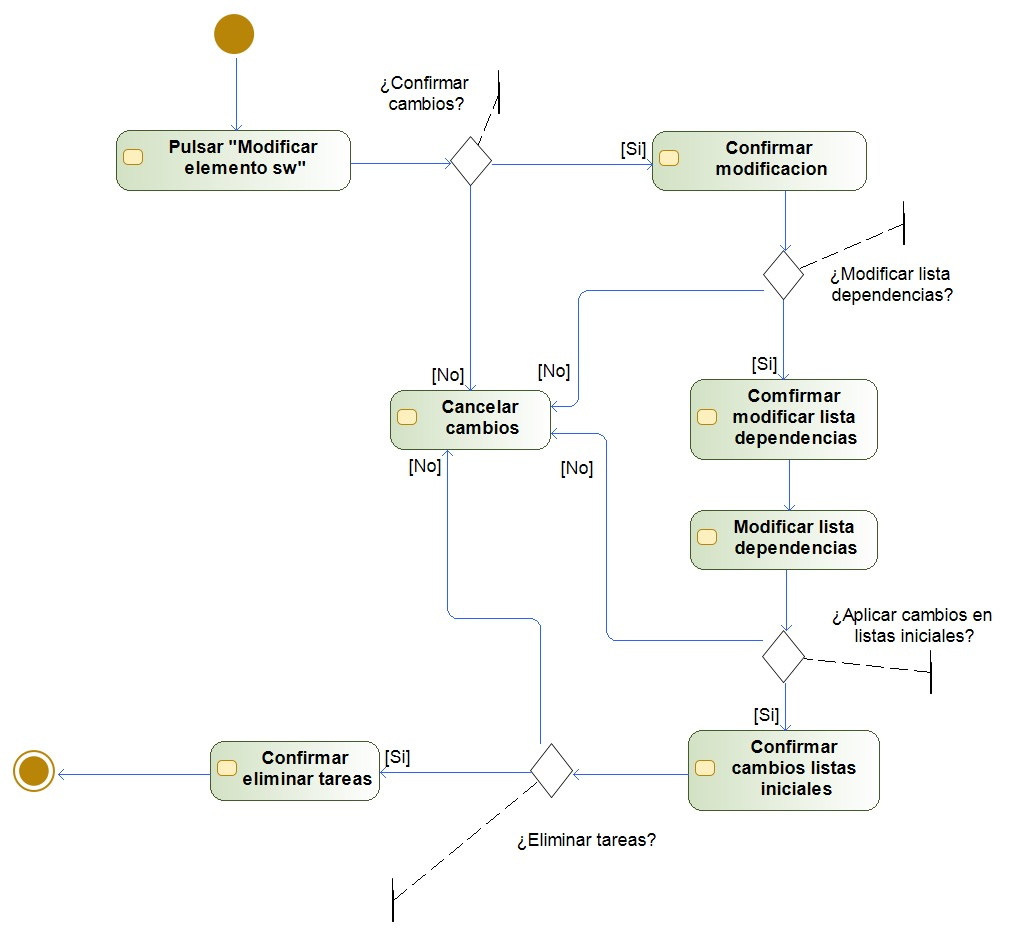 ¿Confirmar
cambios?
Pulsar "Modificar
elemento sw"
[Si]
Confirmar
modificacion
¿Modificar lista
dependencias?
[No]
[No]
[Si]
Cancelar
cambios
Comfirmar
modificar lista
dependencias
[No]
[No]
Modificar lista
dependencias
¿Aplicar cambios en
listas iniciales?
[Si]
Confirmar
eliminar tareas
[Si]
Confirmar
cambios listas
iniciales
¿Eliminar tareas?